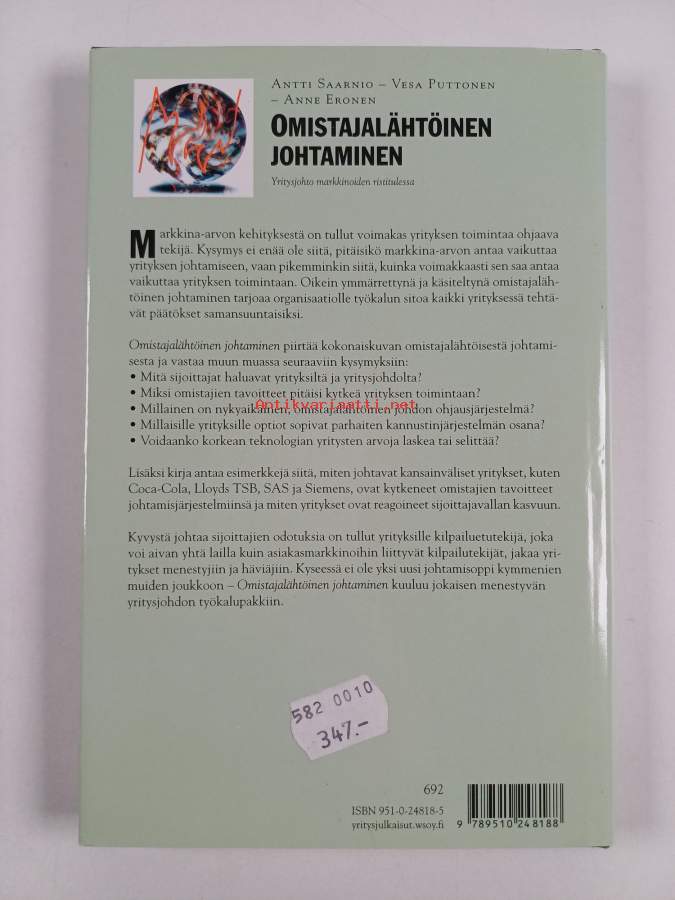 ANTTI SAARNIO – VESA PUTTONEN
– ANNE ERONEN
OMISTAJALÄHTÖINEN
JOHTAMINEN
Yritysjohto markkinoiden ristitulessa
Markkina-arvon kehityksestä on tullut voimakas yrityksen toimintaa ohjaava
tekijä. Kysymys ei enää ole siitä, pitäisikö markkina-arvon antaa vaikuttaa
yrityksen johtamiseen, vaan pikemminkin siitä, kuinka voimakkaasti sen saa antaa
vaikuttaa yrityksen toimintaan. Oikein ymmärrettynä ja käsiteltynä omistajaläh-
töinen johtaminen tarjoaa organisaatiolle työkalun sitoa kaikki yrityksessä tehtä-
vät päätökset samansuuntaisiksi.
Omistajalähtöinen johtaminen piirtää kokonaiskuvan omistajalähtöisestä johtami-
sesta ja vastaa muun muassa seuraaviin kysymyksiin:
• Mitä sijoittajat haluavat yrityksiltä ja yritysjohdolta?
• Miksi omistajien tavoitteet pitäisi kytkeä yrityksen toimintaan?
Antikvariaatti.net
• Millainen on nykyaikainen, omistajalähtöinen johdon ohjausjärjestelmä?
• Millaisille yrityksille optiot sopivat parhaiten kannustinjärjestelmän osana?
• Voidaanko korkean teknologian yritysten arvoja laskea tai selittää?
Lisäksi kirja antaa esimerkkejä siitä, miten johtavat kansainväliset yritykset, kuten
Coca-Cola, Lloyds TSB, SAS ja Siemens, ovat kytkeneet omistajien tavoitteet
johtamisjärjestelmiinsä ja miten yritykset ovat reagoineet sijoittajavallan kasvuun.
Kyvystä johtaa sijoittajien odotuksia on tullut yrityksille kilpailuetutekijä, joka
voi aivan yhtä lailla kuin asiakasmarkkinoihin liittyvät kilpailutekijät, jakaa yri-
tykset menestyjiin ja häviäjiin. Kyseessä ei ole yksi uusi johtamisoppi kymmenien
muiden joukkoon – Omistajalähtöinen johtaminen kuuluu jokaisen menestyvän
yritysjohdon työkalupakkiin.
582 0010
347.-
692
ISBN 951-0-24818-5
yritysjulkaisut.wsoy.fi
9 789510 248188